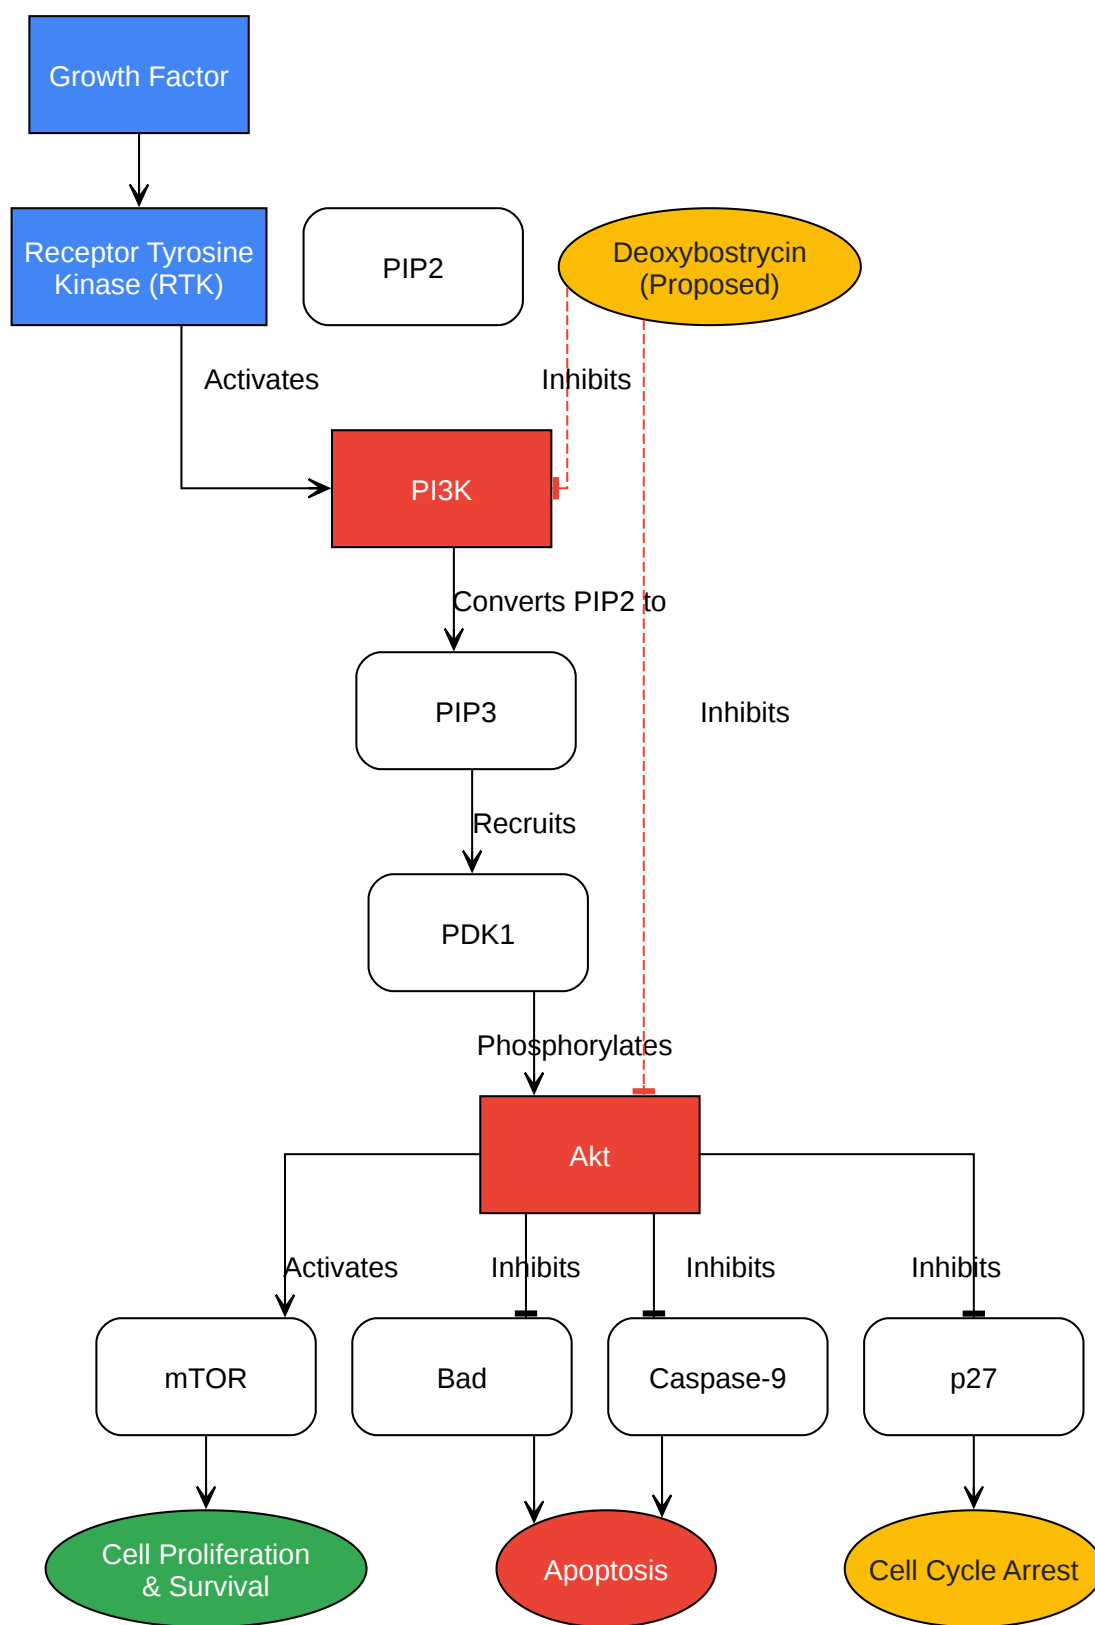 Growth Factor
Receptor Tyrosine
Kinase (RTK)
PIP2
Deoxybostrycin
(Proposed)
Activates
Inhibits
PI3K
Converts PIP2 to
PIP3
Inhibits
Recruits
PDK1
Phosphorylates
Akt
Activates
Inhibits
Inhibits
Inhibits
mTOR
Bad
Caspase-9
p27
Cell Proliferation
& Survival
Apoptosis
Cell Cycle Arrest